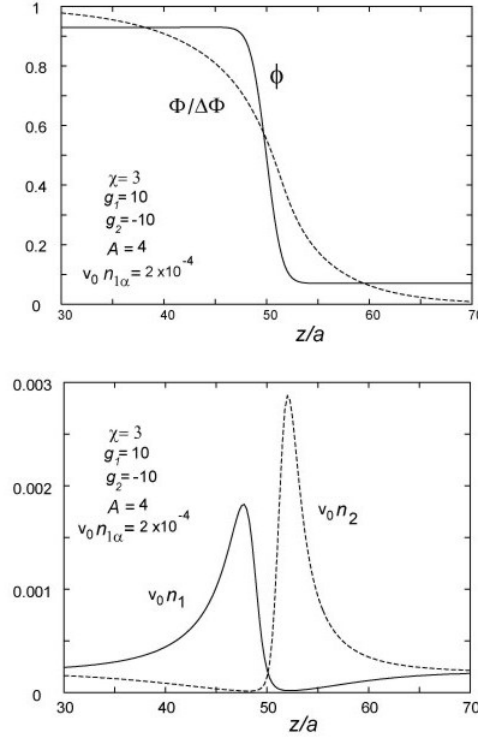 1
0.8
0.6
0.4
0.2
0
ϕ
Φ/ΔΦ
χ= 3
g₁= 10
g₂= -10
A = 4
v₀ n₁α = 2 ×10⁻⁴
30 40 50 60 70
z/a
0.003
0.002
0.001
0
χ= 3
g₁= 10
g₂= -10
A = 4
v₀ n₁α = 2 ×10⁻⁴
v₀ n₂
v₀ n₁
30 40 50 60 70
z/a